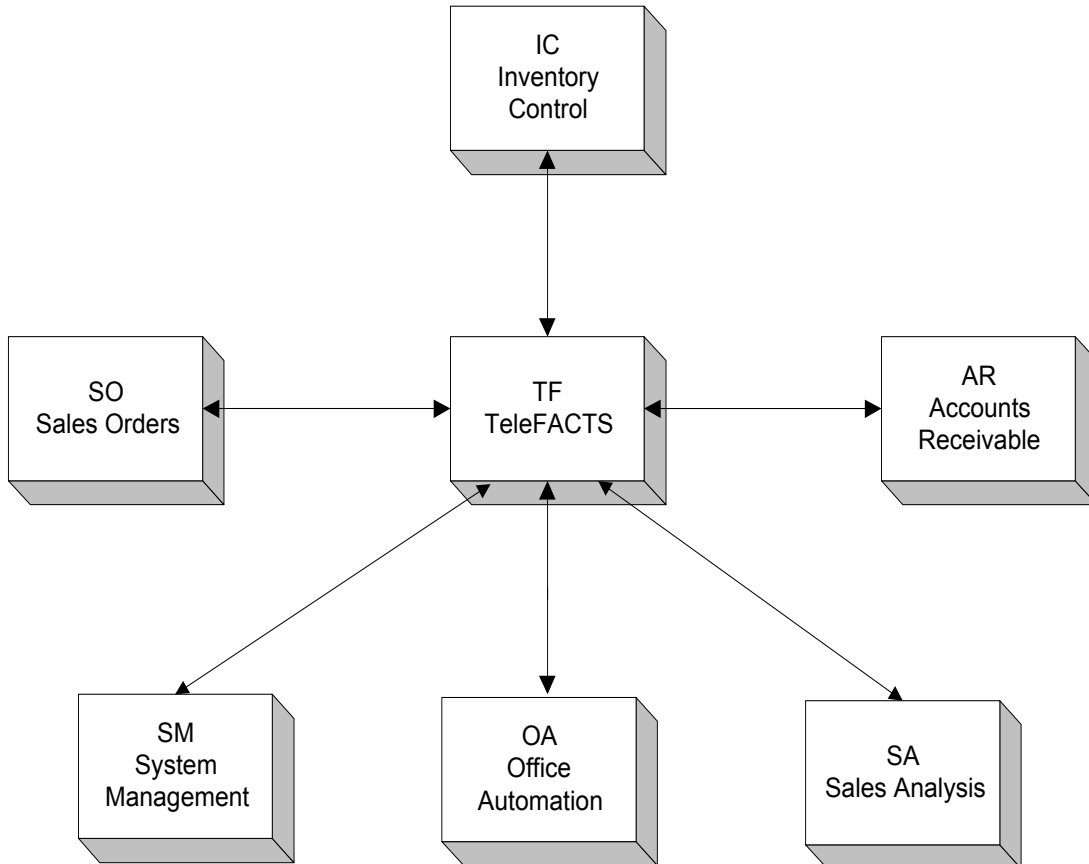 IC
Inventory
Control
SO
Sales Orders
TF
TeleFACTS
AR
Accounts
Receivable
SM
System
Management
OA
Office
Automation
SA
Sales Analysis